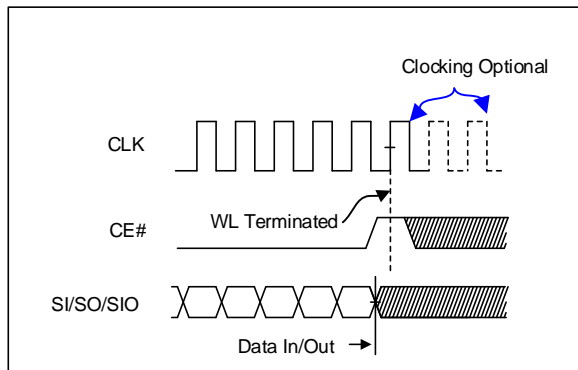 Clocking Optional
CLK
WL Terminated
CE#
SI/SO/SIO
Data In/Out